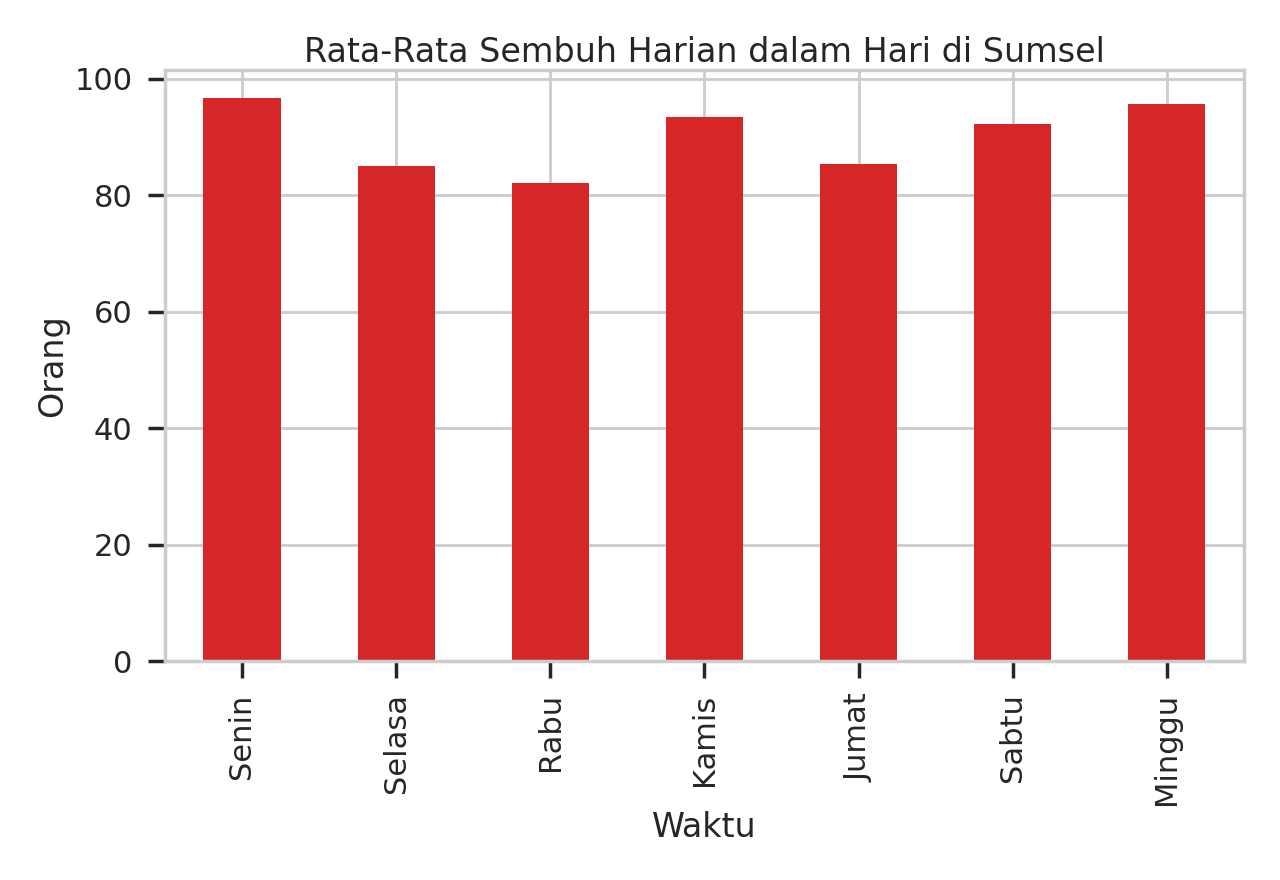 Rata-Rata Sembuh Harian dalam Hari di Sumsel
100
80
60
40
20
0
Orang
Senin
Selasa
Rabu
Kamis
Jumat
Sabtu
Minggu
Waktu